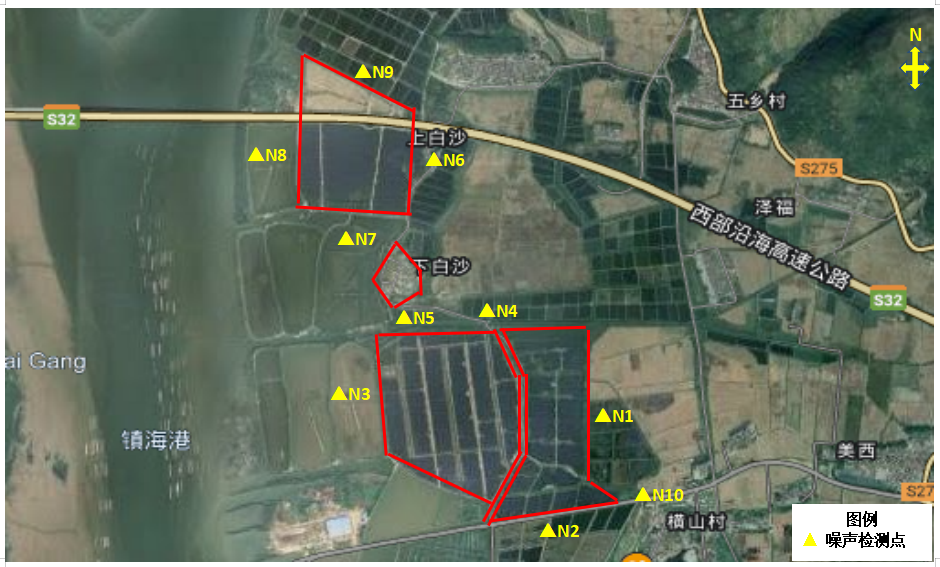 N
N9
五乡村
S32
上白沙
N8
N6
S275
泽福
西部沿海高速公路
N7
下白沙
S32
N4
N5
ai Gang
N3
N1
镇海港
美西
N10
S27
横山村
N2
图例
噪声检测点